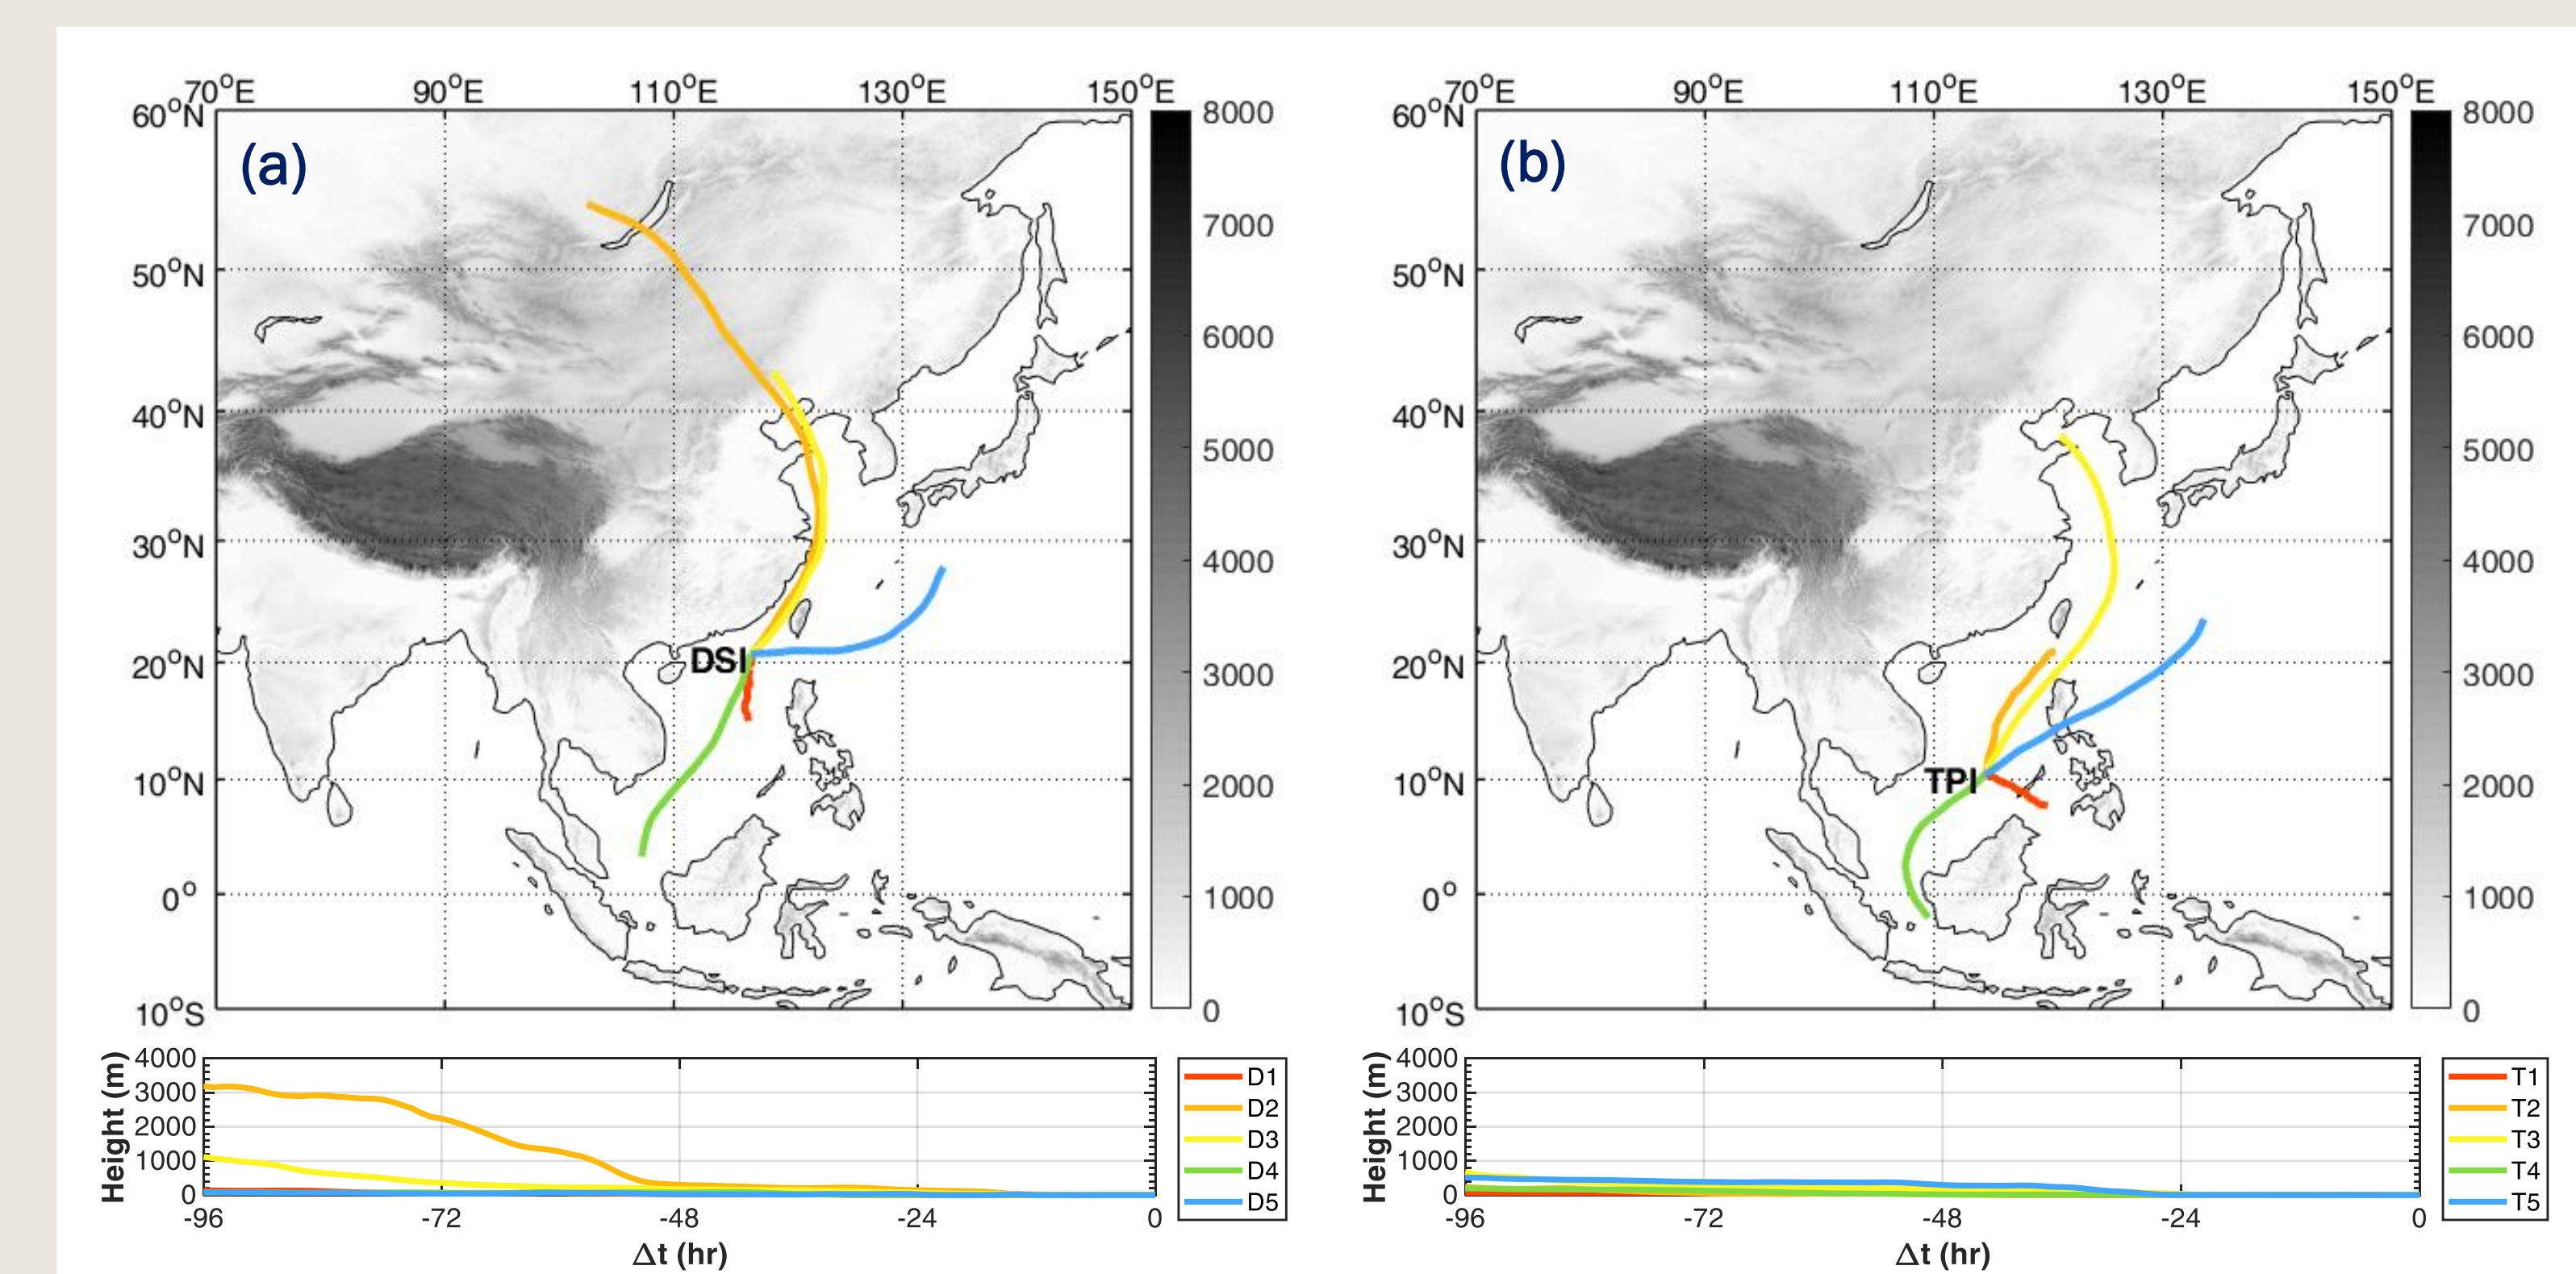 70°E 90°E 110°E 130°E 150°E
60°N
50°N
40°N
30°N
20°N
10°N
0°
10°S
(a)
DSI
8000
7000
6000
5000
4000
3000
2000
1000
0
Height (m)
4000
3000
2000
1000
0
-96 -72 -48 -24 0
Δt (hr)
D1
D2
D3
D4
D5
70°E 90°E 110°E 130°E 150°E
60°N
50°N
40°N
30°N
20°N
10°N
0°
10°S
(b)
TPI
8000
7000
6000
5000
4000
3000
2000
1000
0
Height (m)
4000
3000
2000
1000
0
-96 -72 -48 -24 0
Δt (hr)
T1
T2
T3
T4
T5